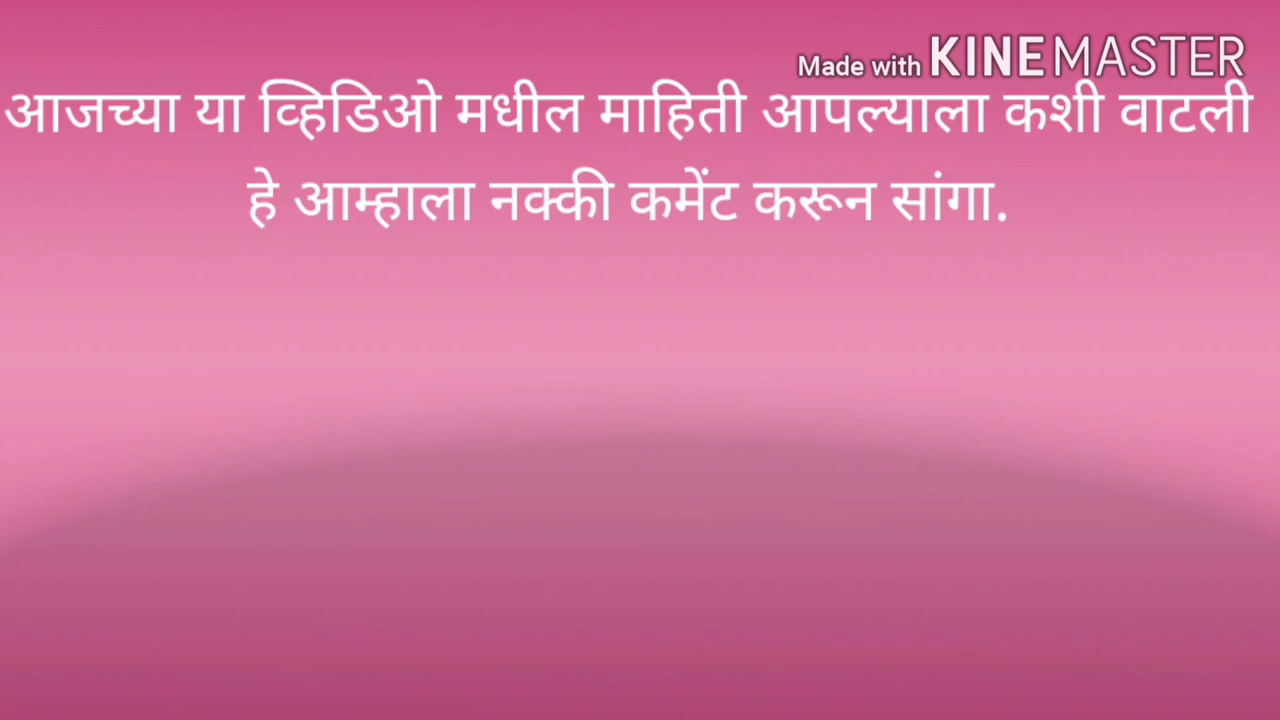 Made with KINEMASTER
आजच्या या व्हिडिओ मधील माहिती आपल्याला कशी वाटली
हे आम्हाला नक्की कमेंट करून सांगा.